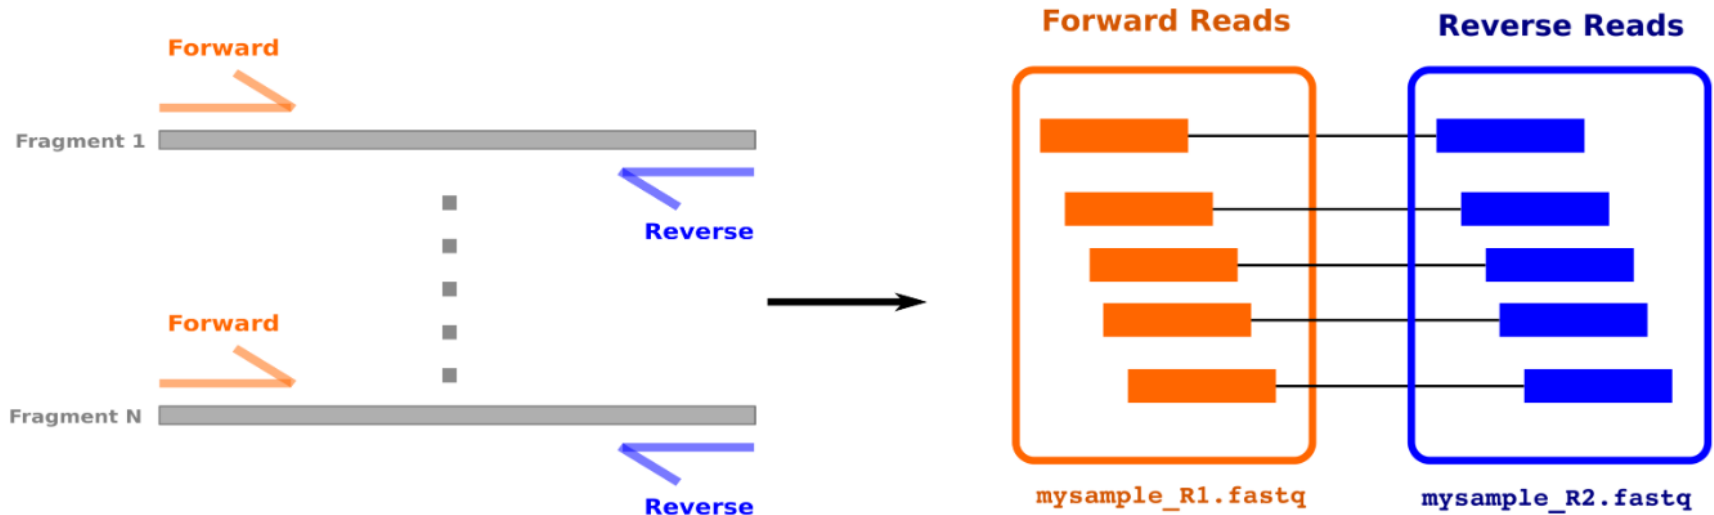 Forward
Fragment 1
Reverse
Forward
Fragment N
Reverse
Forward Reads
Reverse Reads
mysample_R1.fastq
mysample_R2.fastq